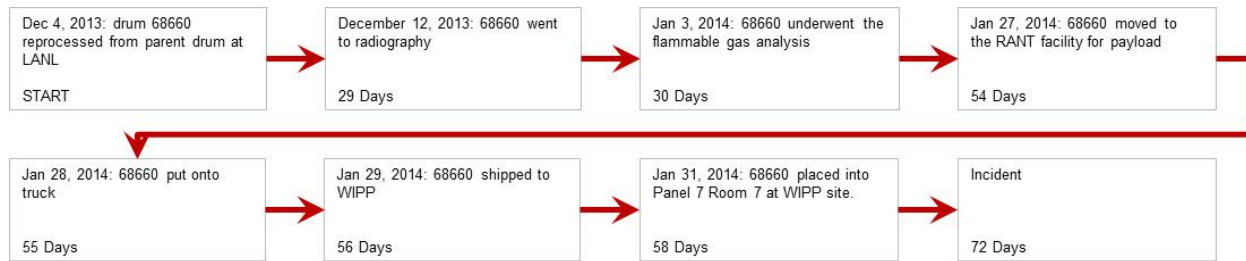 Dec 4, 2013: drum 68660
reprocessed from parent drum at
LANL
START
December 12, 2013: 68660 went
to radiography
29 Days
Jan 3, 2014: 68660 underwent the
flammable gas analysis
30 Days
Jan 27, 2014: 68660 moved to
the RANT facility for payload
54 Days
Jan 28, 2014: 68660 put onto
truck
55 Days
Jan 29, 2014: 68660 shipped to
WIPP
56 Days
Jan 31, 2014: 68660 placed into
Panel 7 Room 7 at WIPP site.
58 Days
Incident
72 Days